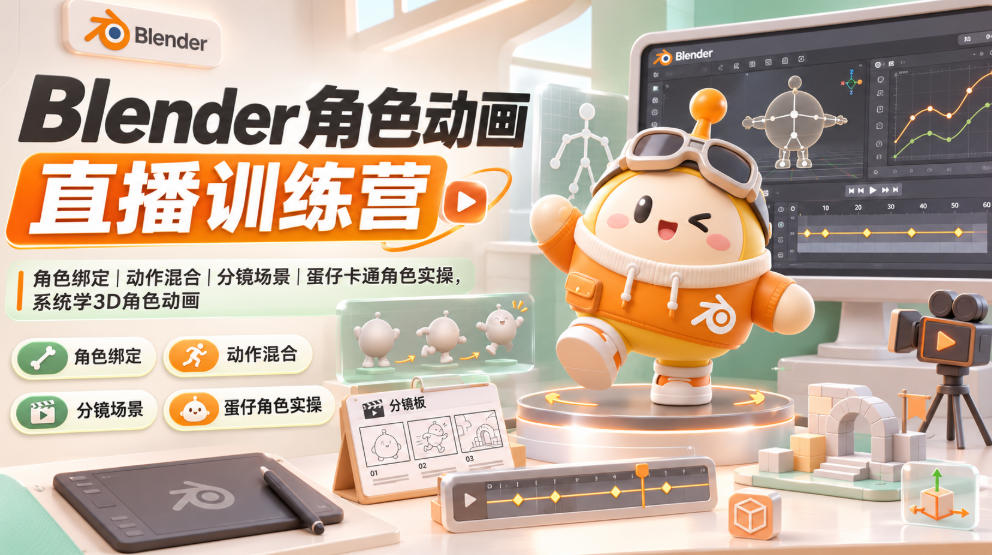 Blender
Blender角色动画
直播训练营
角色绑定 | 动作混合 | 分镜场景 | 蛋仔卡通角色实操,
系统学3D角色动画
角色绑定
动作混合
分镜场景
蛋仔角色实操
分镜板
01
02
03
Blender
10 20 30 40 50 60